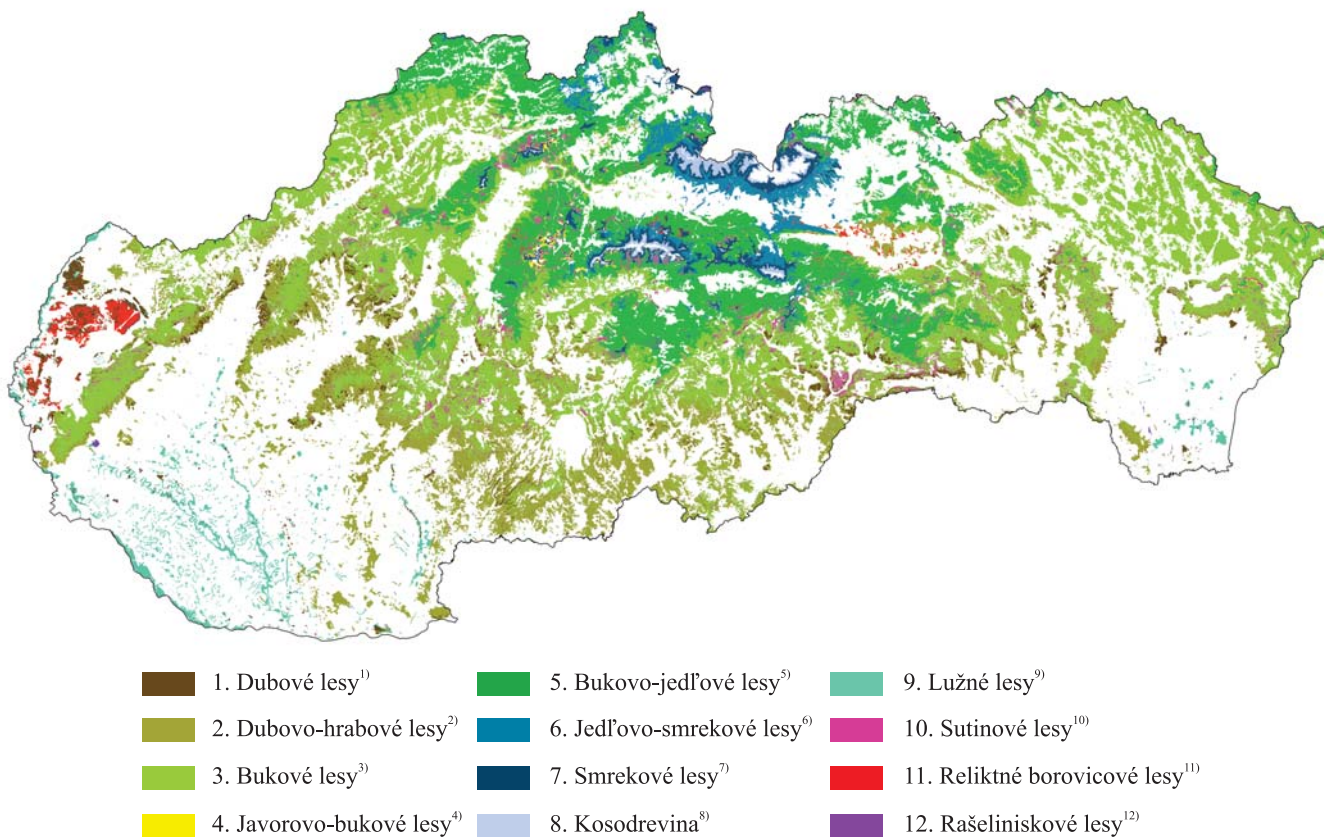 1. Dubové lesy1)
2. Dubovo-hrabové lesy2)
3. Bukové lesy3)
4. Javorovo-bukové lesy4)
5. Bukovo-jedľové lesy5)
6. Jedľovo-smrekové lesy6)
7. Smrekové lesy7)
8. Kosodrevina8)
9. Lužné lesy9)
10. Sutinové lesy10)
11. Reliktné borovicové lesy11)
12. Rašeliniskové lesy12)